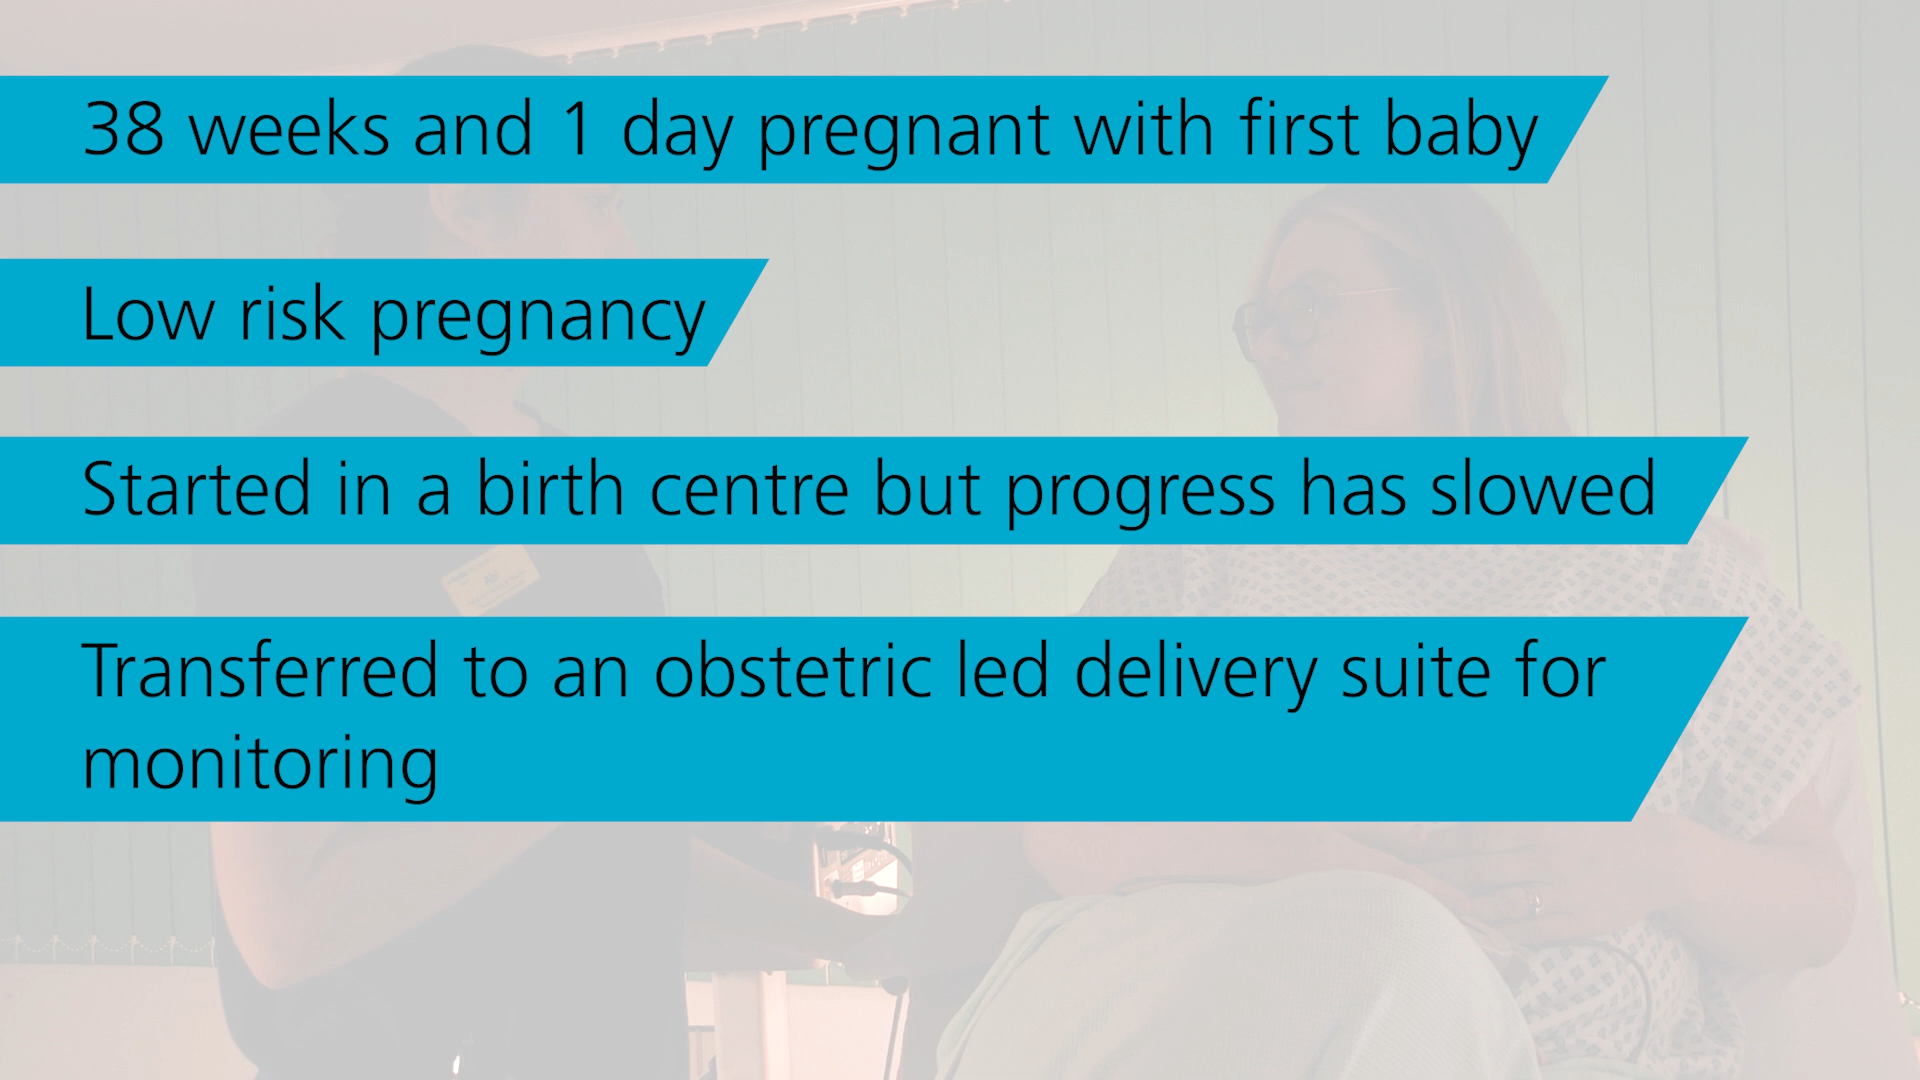 38 weeks and 1 day pregnant with first baby
Low risk pregnancy
Started in a birth centre but progress has slowed
Transferred to an obstetric led delivery suite for
monitoring